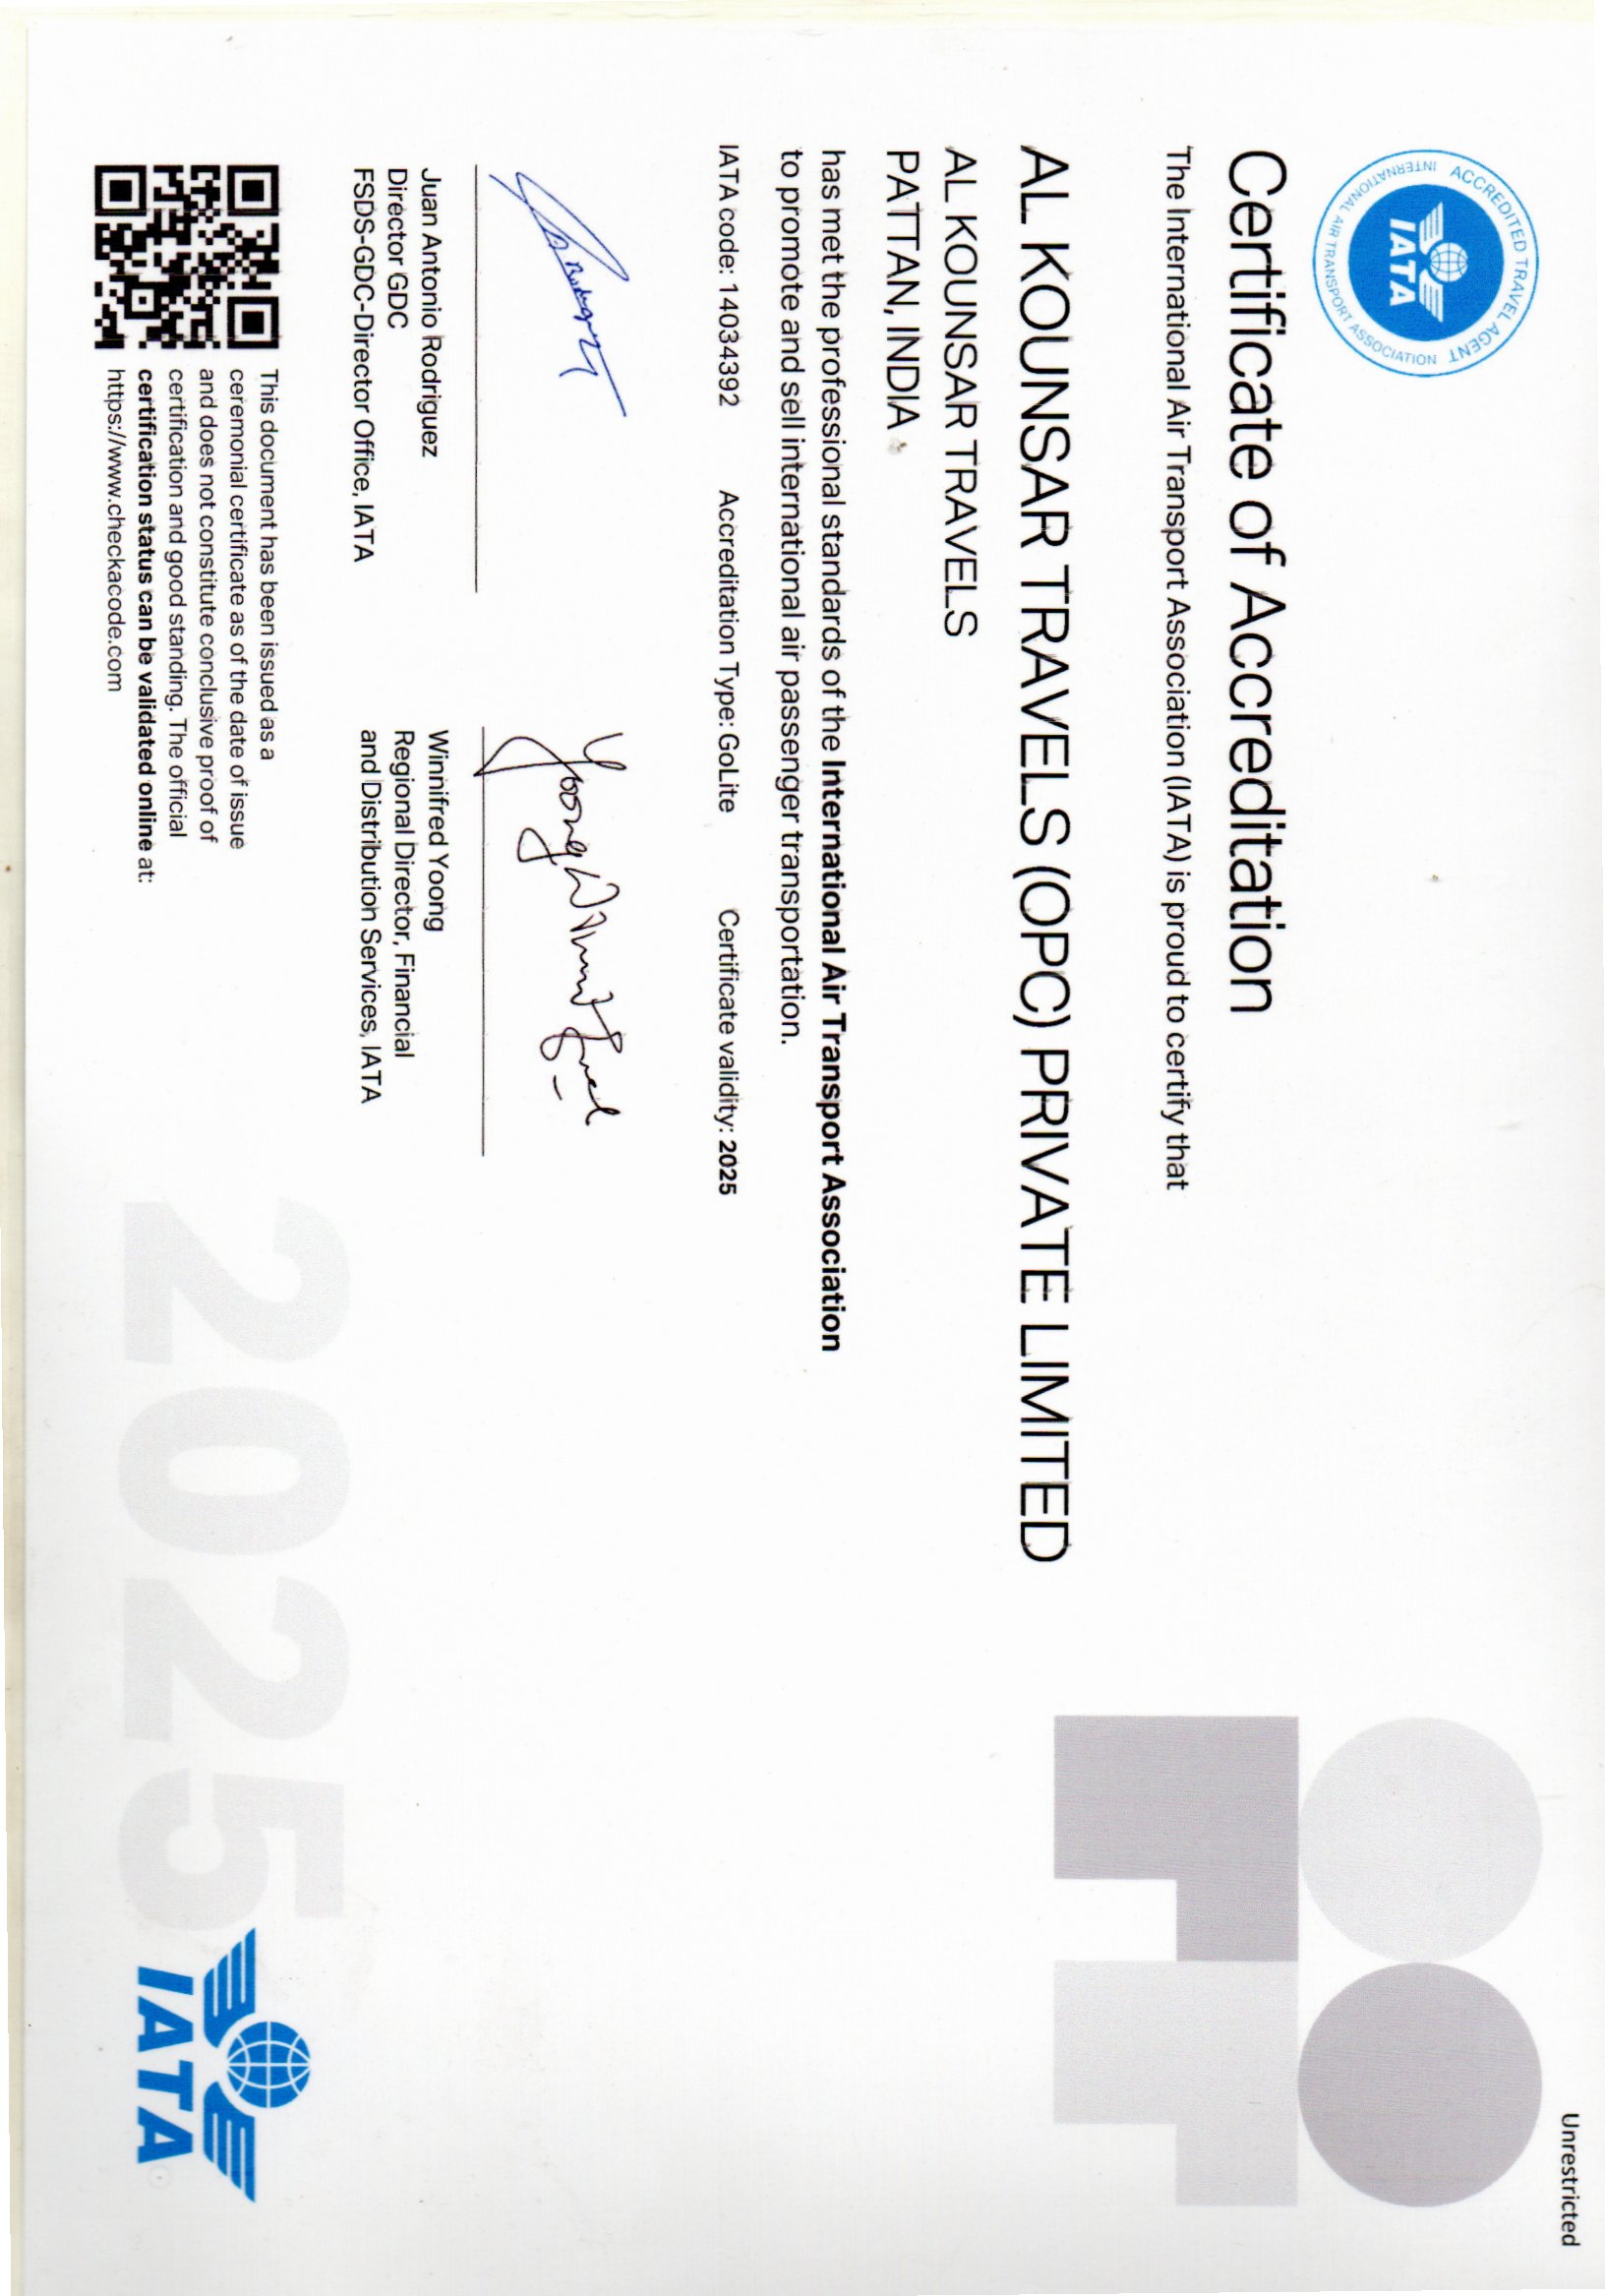 Unrestricted
ACCREDITED TRAVEL AGENT
INTERNATIONAL AIR TRANSPORT ASSOCIATION
IATA
Certificate of Accreditation
The International Air Transport Association (IATA) is proud to certify that
AL KOUNSAR TRAVELS (OPC) PRIVATE LIMITED
AL KOUNSAR TRAVELS
PATTAN, INDIA
has met the professional standards of the International Air Transport Association
to promote and sell international air passenger transportation.
IATA code: 14034392 Accreditation Type: GoLite Certificate validity: 2025
Juan Antonio Rodriguez
Director GDC
FSDS-GDC-Director Office, IATA
Winnifred Yoong
Regional Director, Financial
and Distribution Services, IATA
This document has been issued as a
ceremonial certificate as of the date of issue
and does not constitute conclusive proof of
certification and good standing. The official
certification status can be validated online at:
https://www.checkacode.com
2025
IATA